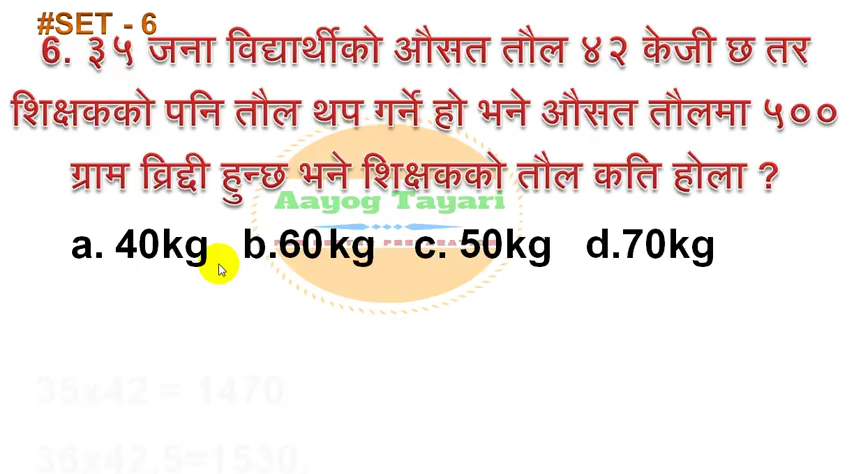 #SET - 6
6. ३५ जना विद्यार्थीको औसत तौल ४२ केजी छ तर
शिक्षकको पनि तौल थप गर्ने हो भने औसत तौलमा ५००
ग्राम व्रिद्दी हुन्छ भने शिक्षकको तौल कति होला ?
Aayog Tayari
a. 40kg b.60kg c. 50kg d.70kg
35x42 = 1470
36x42.5=1530.